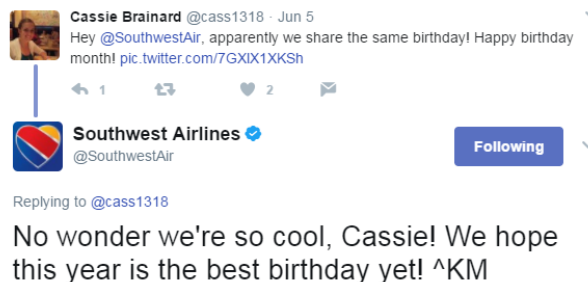 Cassie Brainard @cass1318 · Jun 5
Hey @SouthwestAir, apparently we share the same birthday! Happy birthday
month! pic.twitter.com/7GXIX1XKSh
1 2
Southwest Airlines
@SouthwestAir
Following
Replying to @cass1318
No wonder we're so cool, Cassie! We hope
this year is the best birthday yet! ^KM